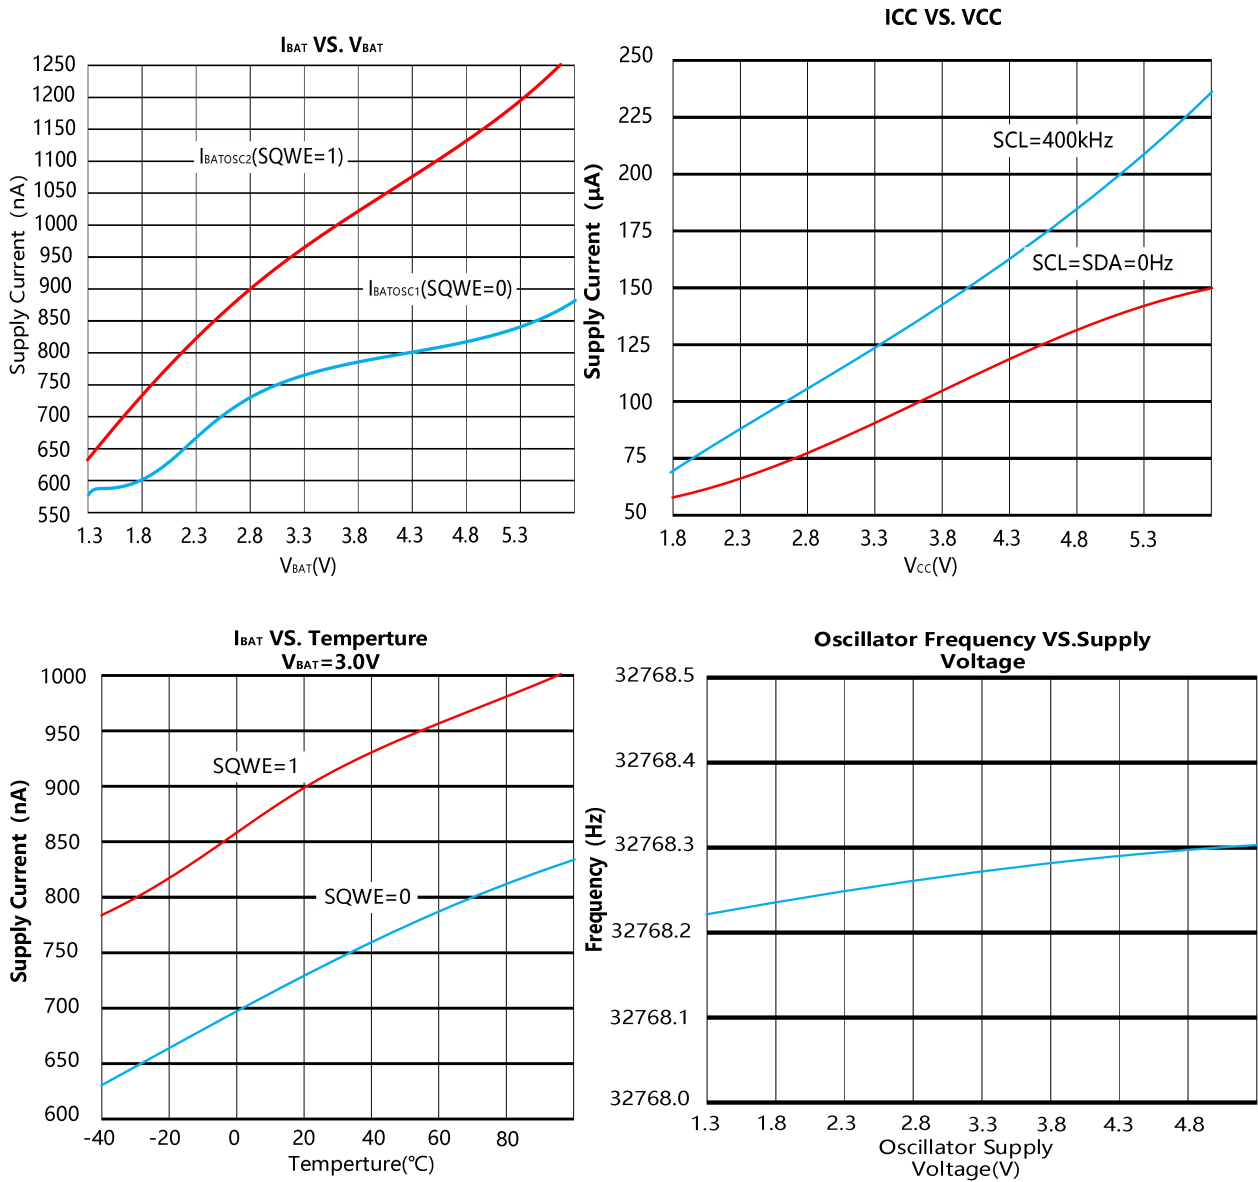 IBAT VS. VBAT
1250
1200
1150
1100
1050
1000
950
900
850
800
750
700
650
600
550
Supply Current (nA)
IBATOSC2(SQWE=1)
IBATOSC1(SQWE=0)
1.3 1.8 2.3 2.8 3.3 3.8 4.3 4.8 5.3
VBAT(V)
ICC VS. VCC
250
225
200
175
150
125
100
75
50
Supply Current (μA)
SCL=400kHz
SCL=SDA=0Hz
1.8 2.3 2.8 3.3 3.8 4.3 4.8 5.3
VCC(V)
IBAT VS. Temperture
VBAT=3.0V
1000
950
900
850
800
750
700
650
600
Supply Current (nA)
SQWE=1
SQWE=0
-40 -20 0 20 40 60 80
Temperture(℃)
Oscillator Frequency VS.Supply
Voltage
32768.5
32768.4
32768.3
32768.2
32768.1
32768.0
Frequency (Hz)
1.3 1.8 2.3 2.8 3.3 3.8 4.3 4.8
Oscillator Supply
Voltage(V)